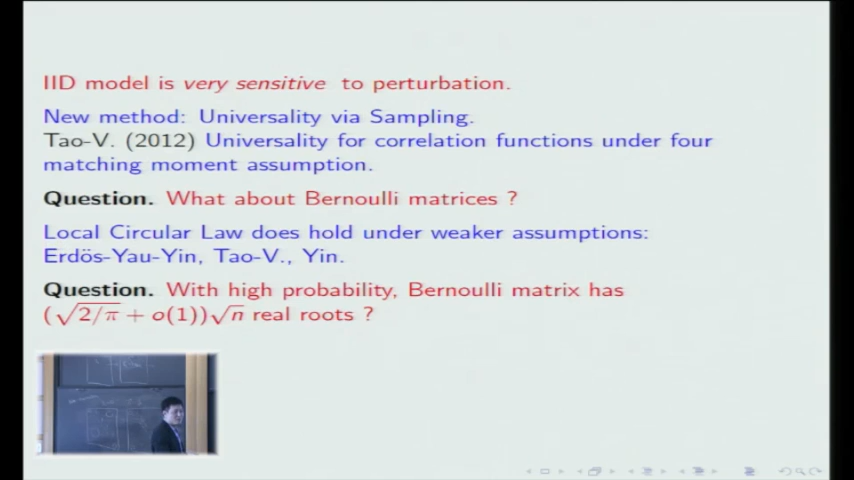 IID model is very sensitive to perturbation.
New method: Universality via Sampling.
Tao-V. (2012) Universality for correlation functions under four
matching moment assumption.
Question. What about Bernoulli matrices ?
Local Circular Law does hold under weaker assumptions:
Erdös-Yau-Yin, Tao-V., Yin.
Question. With high probability, Bernoulli matrix has
(√2/π + o(1))√n real roots ?